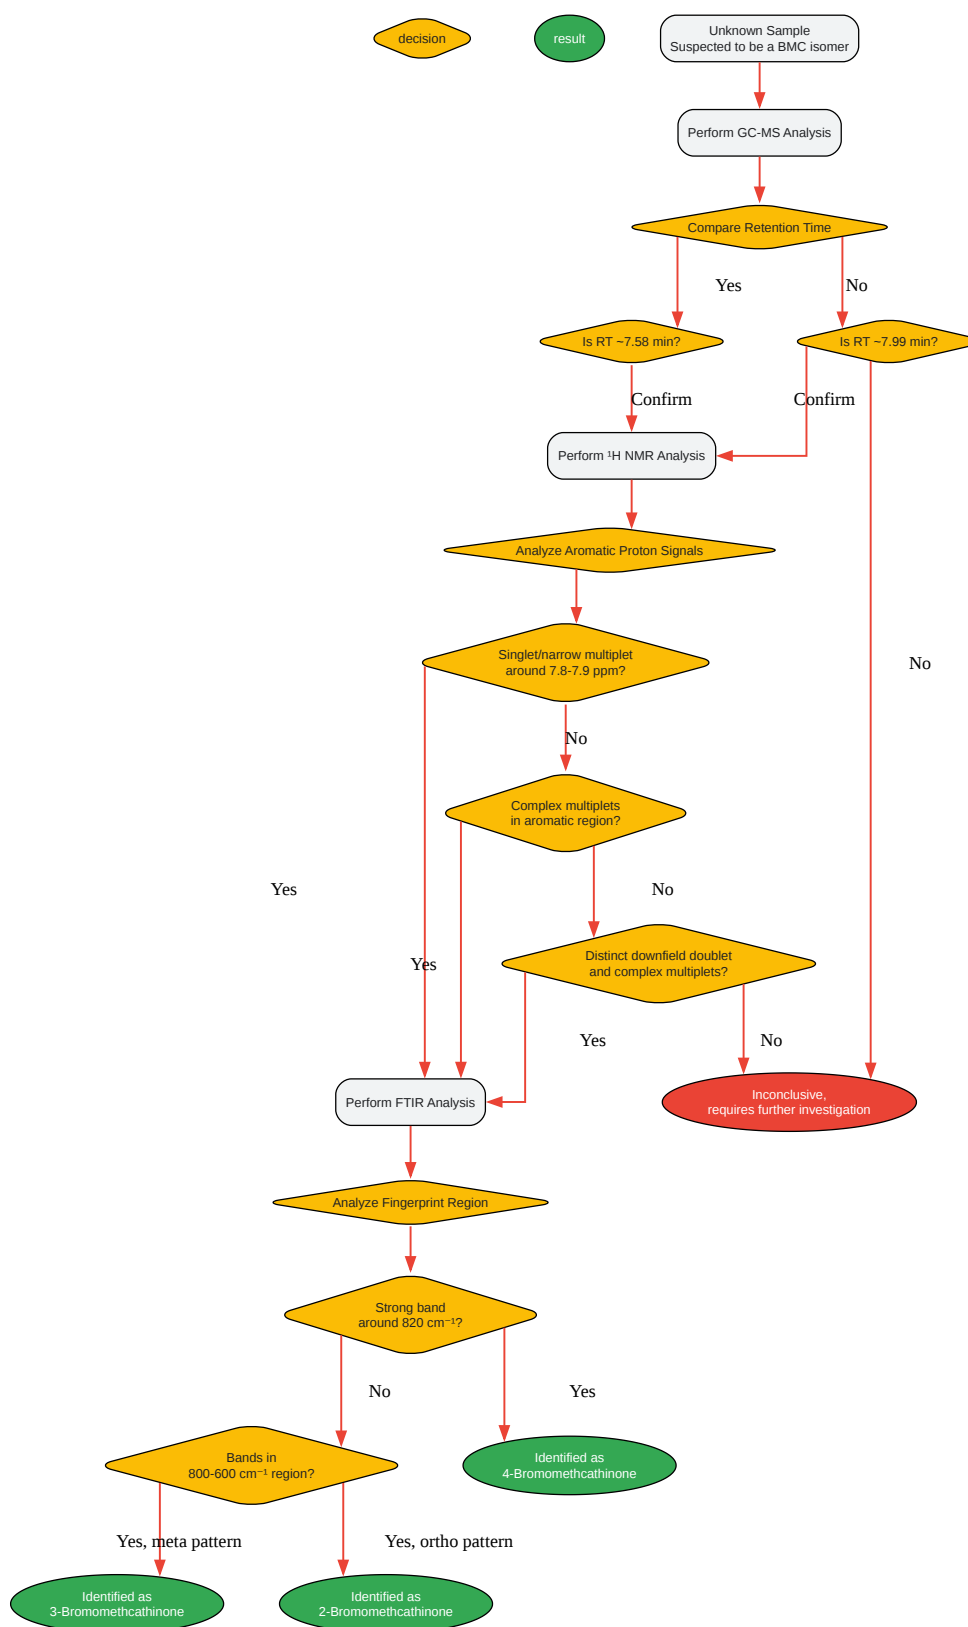 decision
result
Unknown Sample
Suspected to be a BMC isomer
Perform GC-MS Analysis
Compare Retention Time
Yes
No
Is RT ~7.58 min?
Is RT ~7.99 min?
Confirm
Confirm
Perform ¹H NMR Analysis
Analyze Aromatic Proton Signals
Singlet/narrow multiplet
around 7.8-7.9 ppm?
No
No
Complex multiplets
in aromatic region?
Yes
No
Yes
Distinct downfield doublet
and complex multiplets?
Yes
No
Perform FTIR Analysis
Inconclusive,
requires further investigation
Analyze Fingerprint Region
Strong band
around 820 cm⁻¹?
No
Yes
Bands in
800-600 cm⁻¹ region?
Identified as
4-Bromomethcathinone
Yes, meta pattern
Yes, ortho pattern
Identified as
3-Bromomethcathinone
Identified as
2-Bromomethcathinone